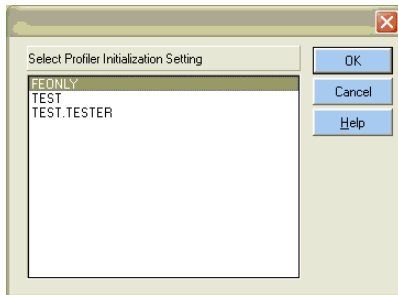 Select Profiler Initialization Setting
FEONLY
TEST
TEST.TESTER
OK
Cancel
Help